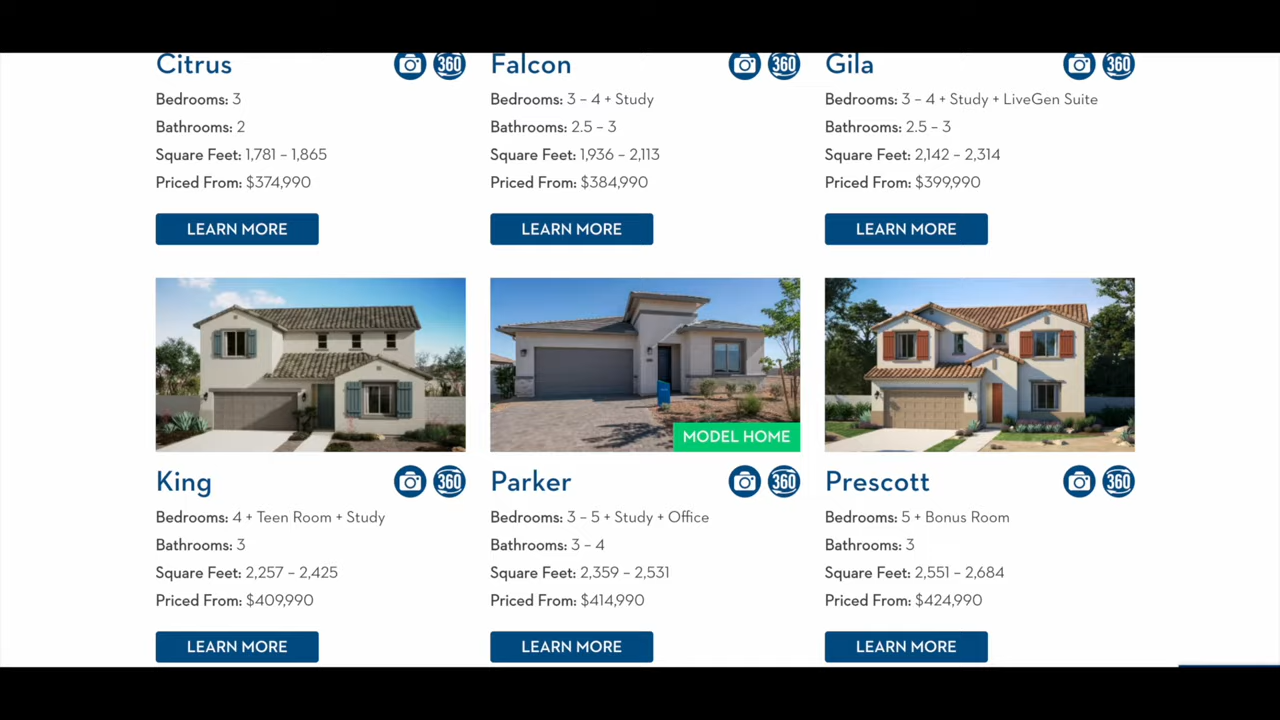 Citrus 360
Bedrooms: 3
Bathrooms: 2
Square Feet: 1,781 – 1,865
Priced From: $374,990
LEARN MORE
Falcon 360
Bedrooms: 3 – 4 + Study
Bathrooms: 2.5 – 3
Square Feet: 1,936 – 2,113
Priced From: $384,990
LEARN MORE
Gila 360
Bedrooms: 3 – 4 + Study + LiveGen Suite
Bathrooms: 2.5 – 3
Square Feet: 2,142 – 2,314
Priced From: $399,990
LEARN MORE
King 360
Bedrooms: 4 + Teen Room + Study
Bathrooms: 3
Square Feet: 2,257 – 2,425
Priced From: $409,990
LEARN MORE
MODEL HOME
Parker 360
Bedrooms: 3 – 5 + Study + Office
Bathrooms: 3 – 4
Square Feet: 2,359 – 2,531
Priced From: $414,990
LEARN MORE
Prescott 360
Bedrooms: 5 + Bonus Room
Bathrooms: 3
Square Feet: 2,551 – 2,684
Priced From: $424,990
LEARN MORE